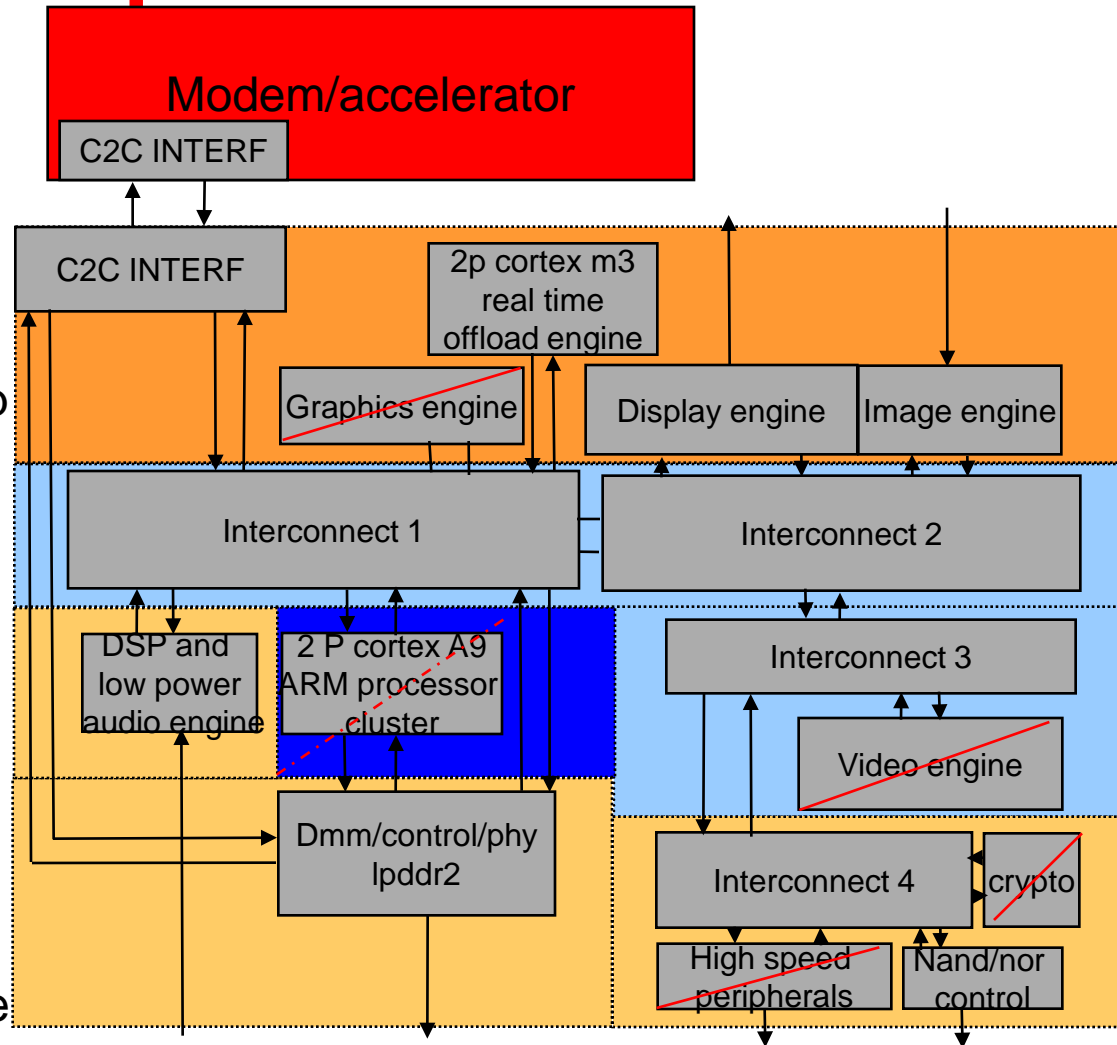 Modem/accelerator
C2C INTERF
C2C INTERF
2p cortex m3
real time
offload engine
Graphics engine
Display engine
Image engine
Interconnect 1
Interconnect 2
DSP and
low power
audio engine
2 P cortex A9
ARM processor
cluster
Interconnect 3
Video engine
Dmm/control/phy
lpddr2
Interconnect 4
crypto
High speed
peripherals
Nand/nor
control